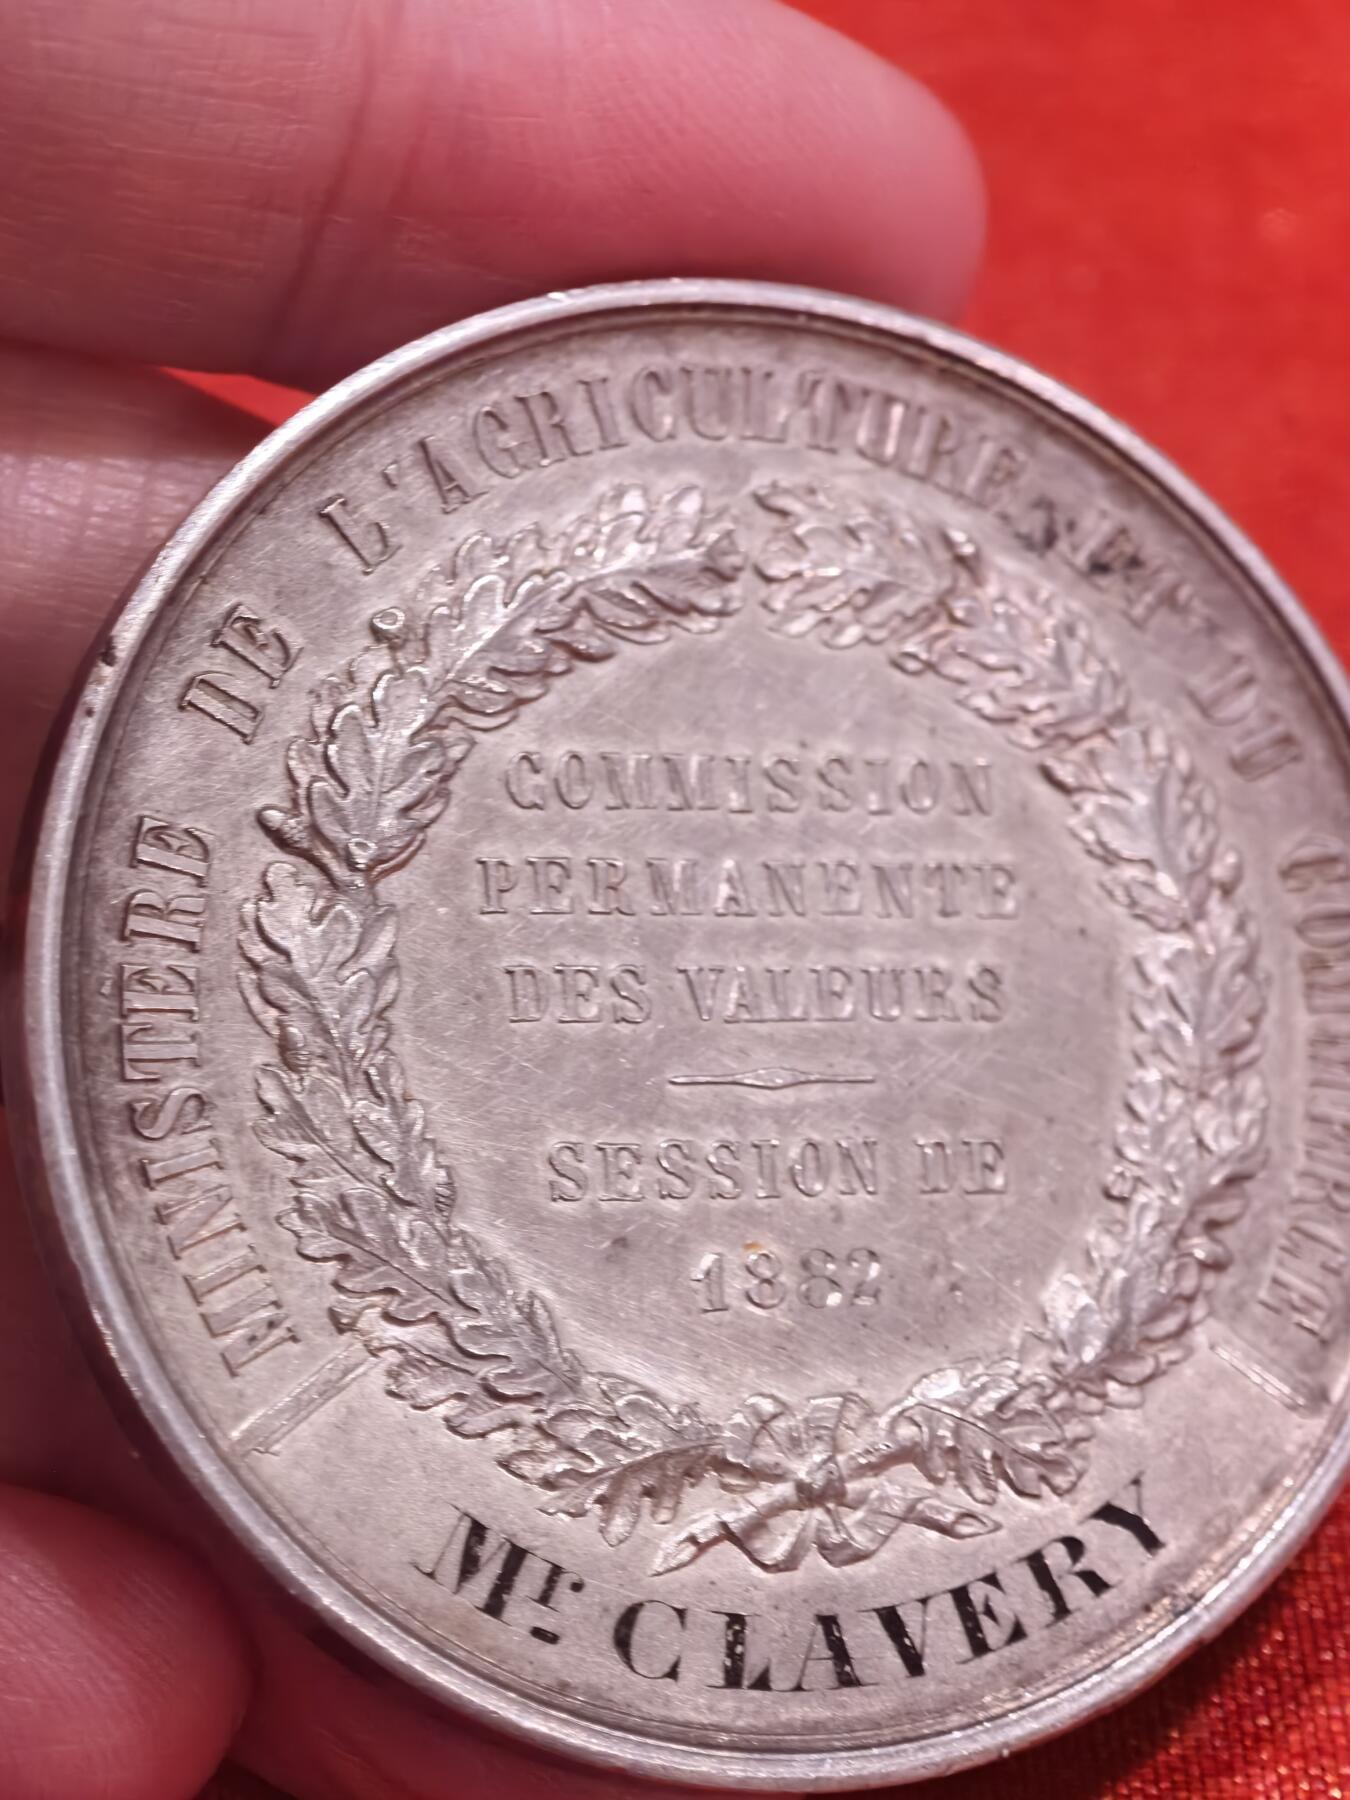 MINISTÈRE DE L'AGRICULTURE ET DU COMMERCE
COMMISSION
PERMANENTE
DES VALEURS
SESSION DE
1882
Mr CLAVERY